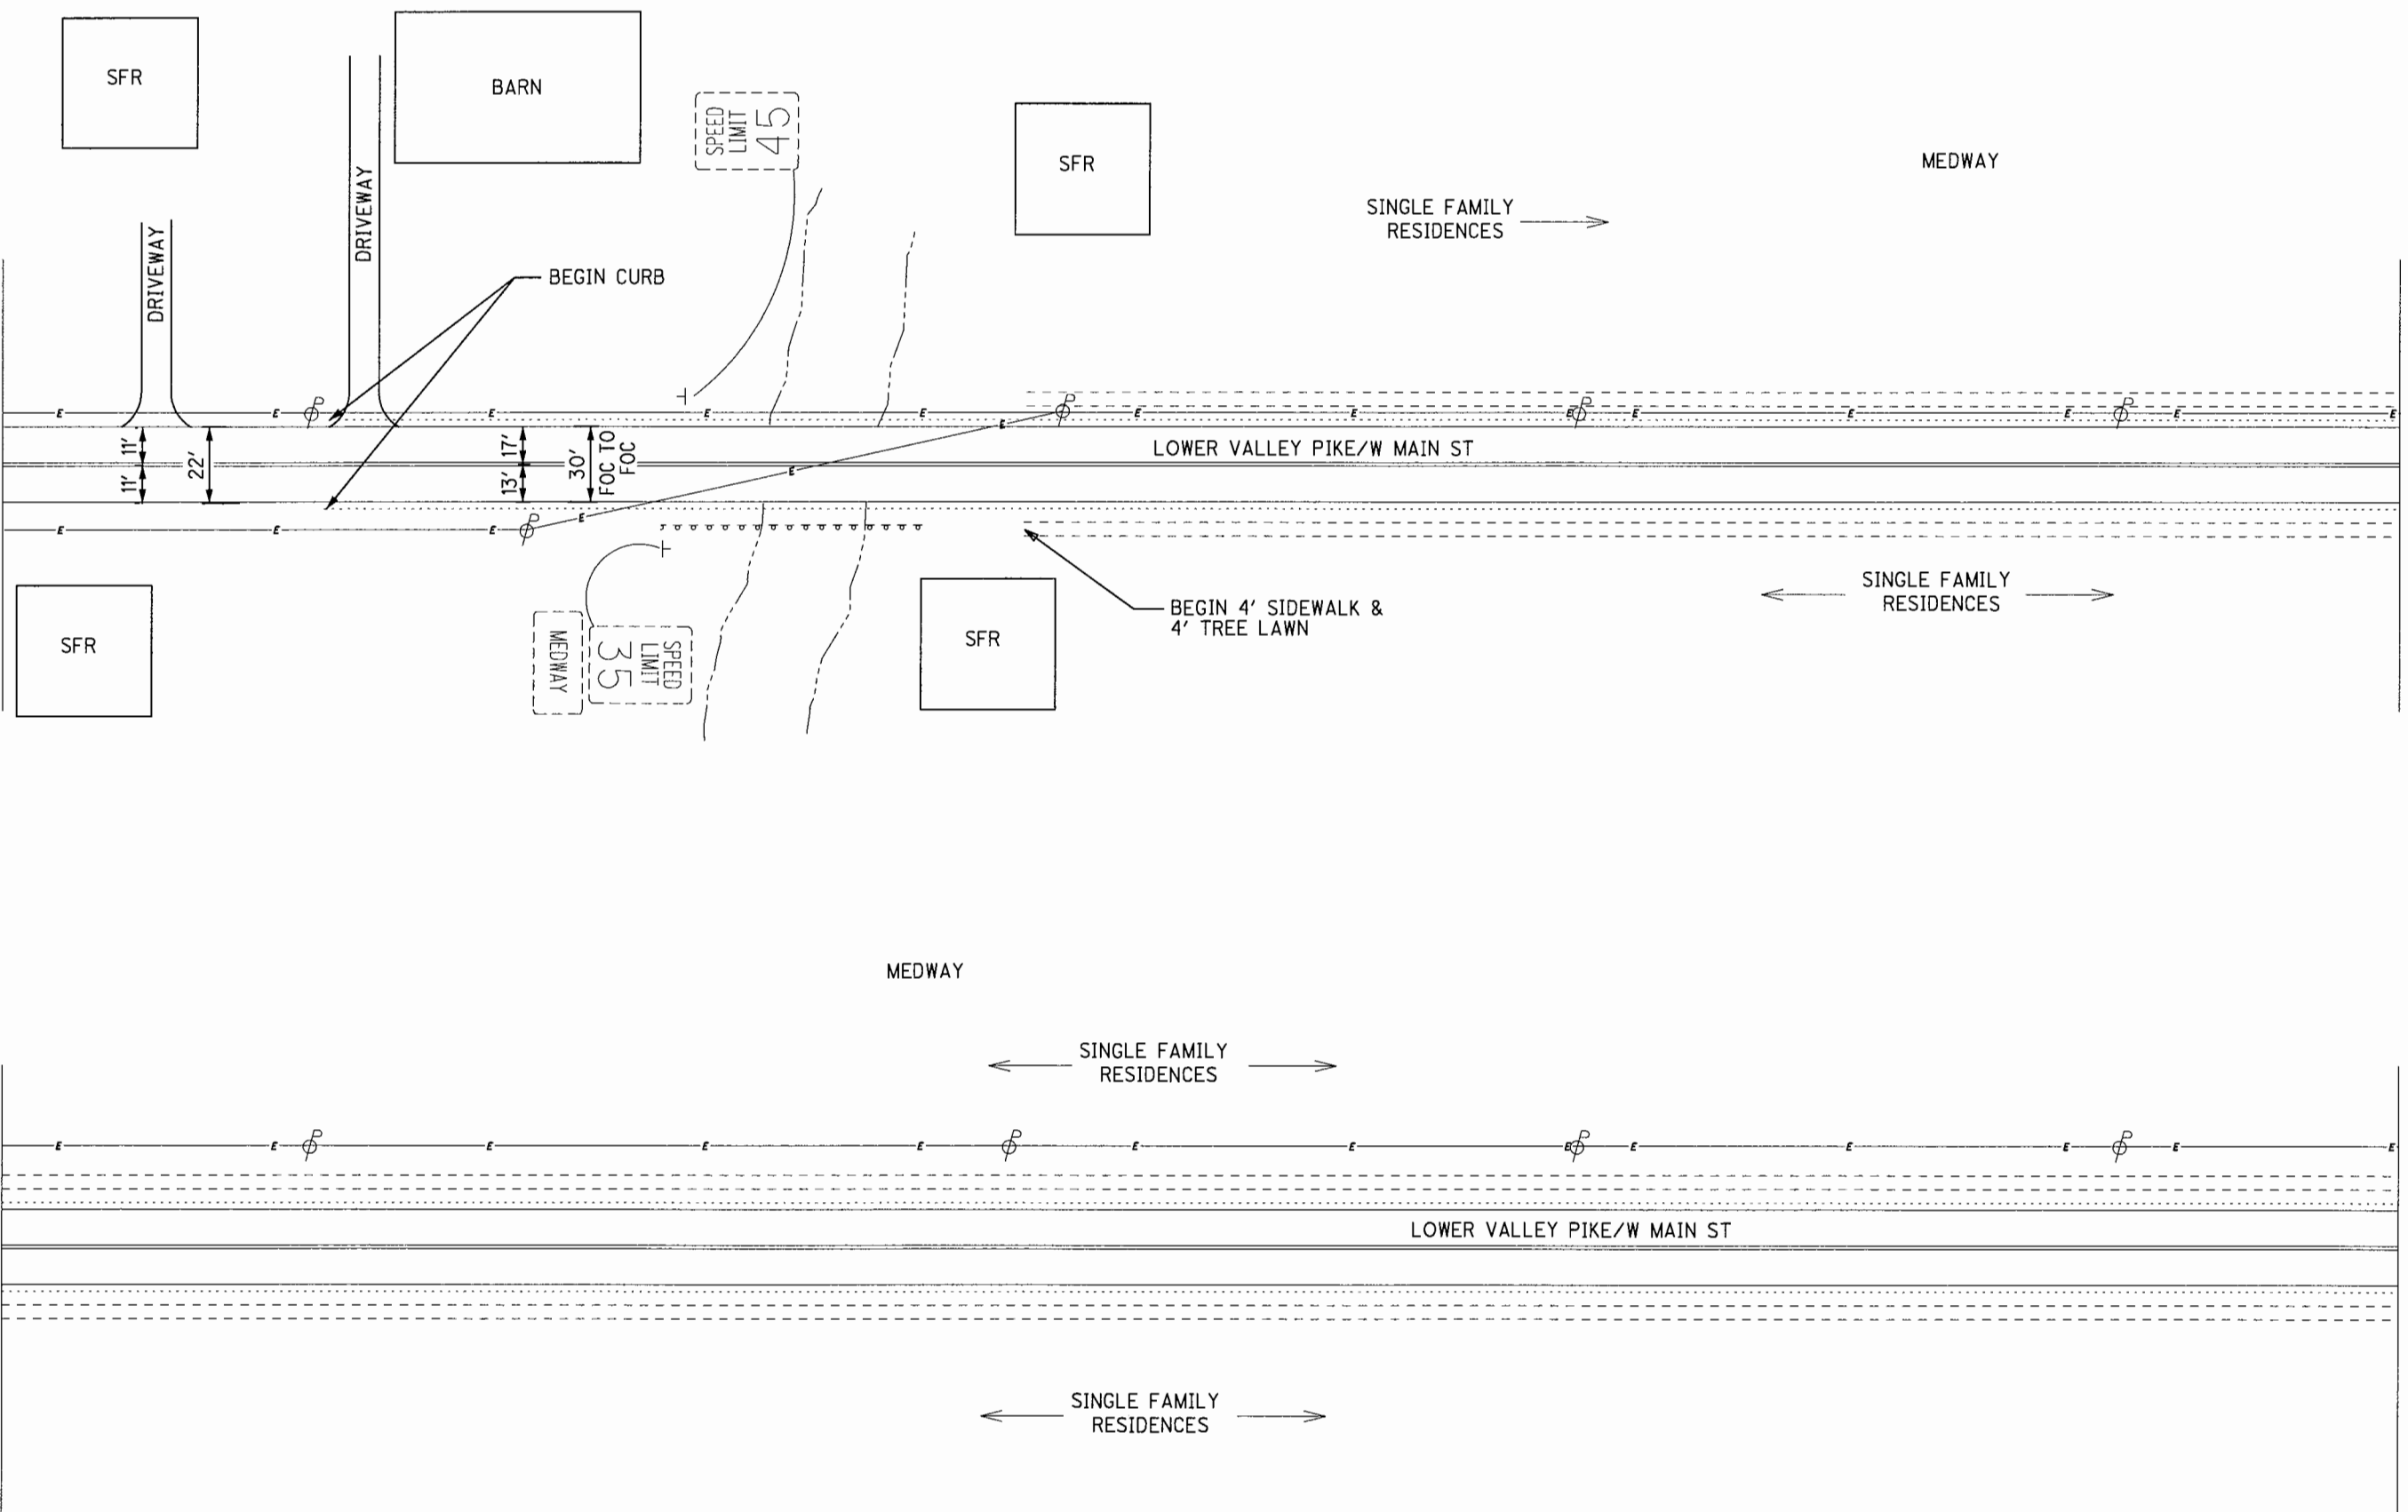 SFR
BARN
SPEED
LIMIT
45
SFR
MEDWAY
SINGLE FAMILY
RESIDENCES
DRIVEWAY
DRIVEWAY
BEGIN CURB
P
P
P
P
E E E E E E E E E E E E
11'
11'
22'
17'
13'
30'
FOC TO
FOC
LOWER VALLEY PIKE/W MAIN ST
E
E
E
E E E
P
SFR
MEDWAY
SPEED
LIMIT
35
SFR
BEGIN 4' SIDEWALK &
4' TREE LAWN
SINGLE FAMILY
RESIDENCES
MEDWAY
SINGLE FAMILY
RESIDENCES
P
P
P
P
E E E E E E E E E E E E
LOWER VALLEY PIKE/W MAIN ST
SINGLE FAMILY
RESIDENCES